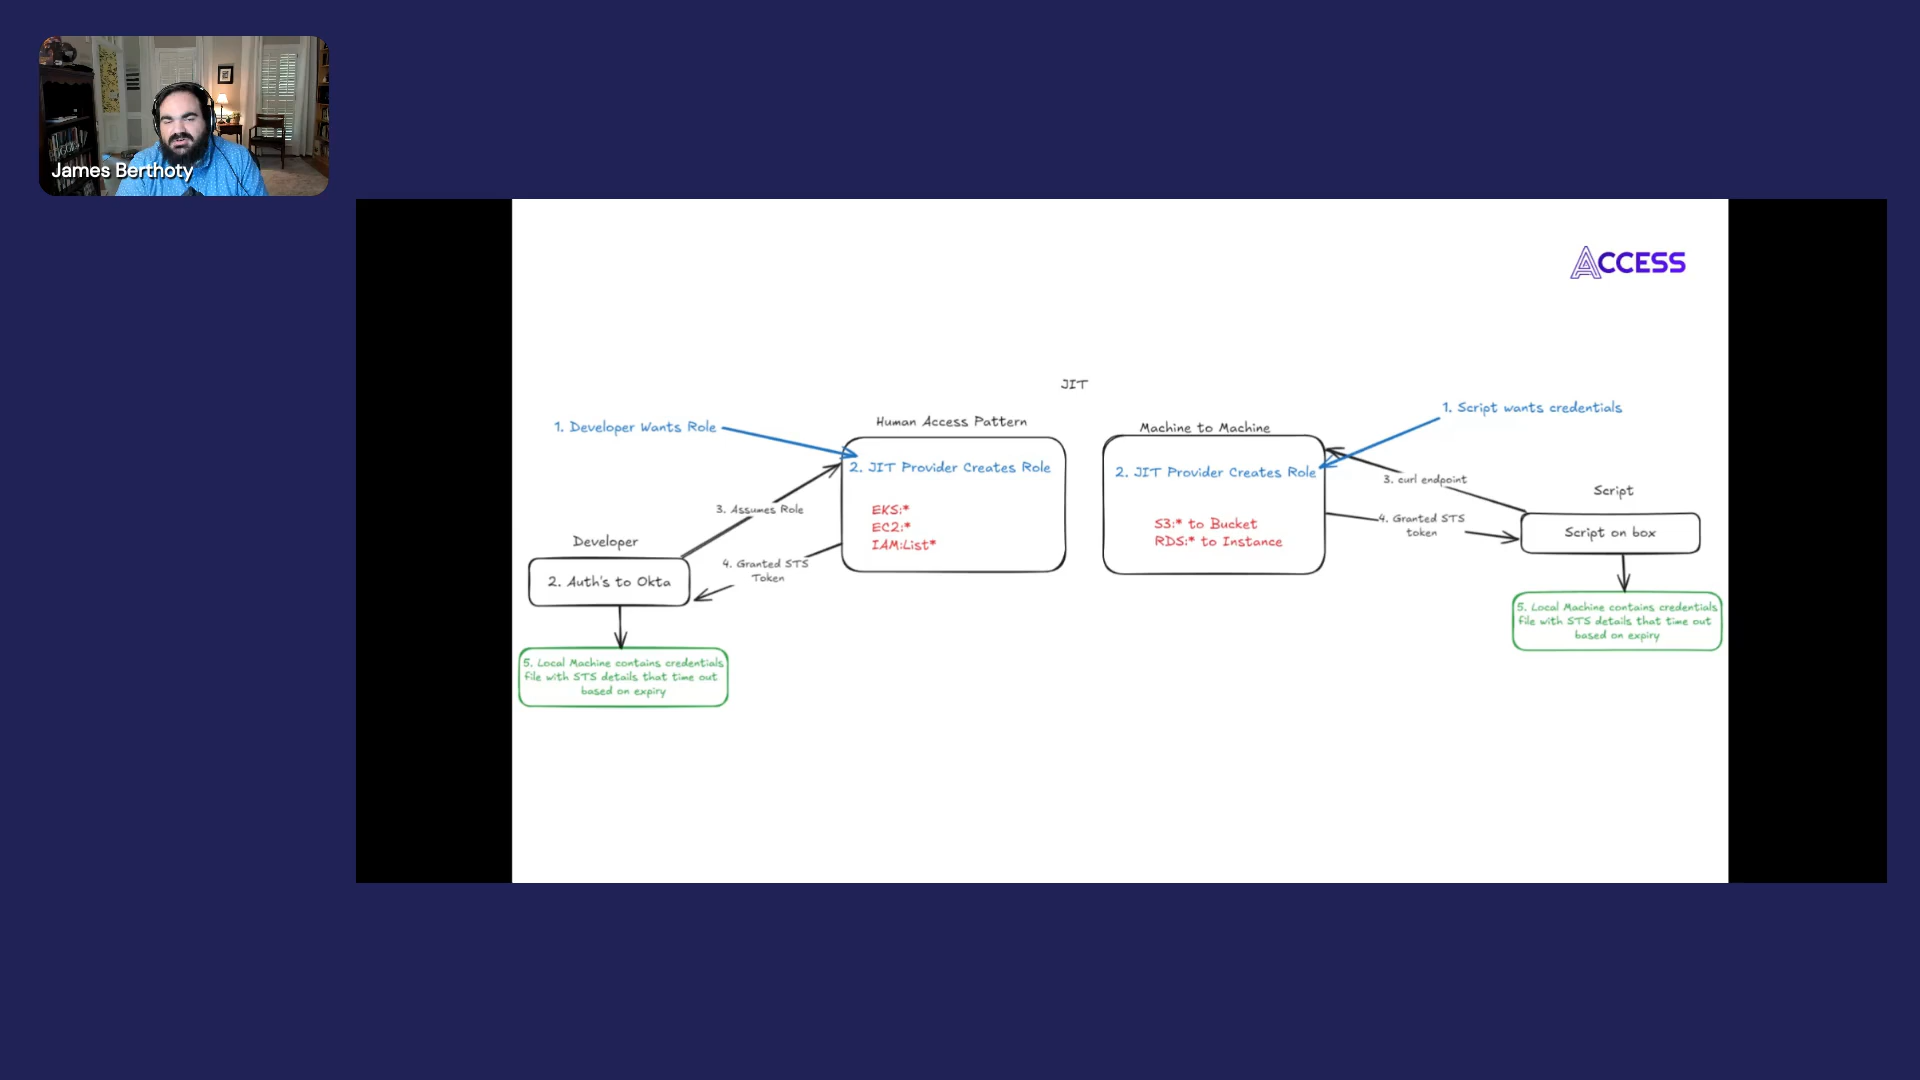 James Berthoty
ACCESS
JIT
Human Access Pattern
1. Developer Wants Role
2. JIT Provider Creates Role
EKS:*
EC2:*
IAM:List*
3. Assumes Role
Developer
2. Auth's to Okta
4. Granted STS
Token
5. Local Machine contains credentials
file with STS details that time out
based on expiry
Machine to Machine
1. Script wants credentials
2. JIT Provider Creates Role
S3:* to Bucket
RDS:* to Instance
3. curl endpoint
Script
4. Granted STS
token
Script on box
5. Local Machine contains credentials
file with STS details that time out
based on expiry